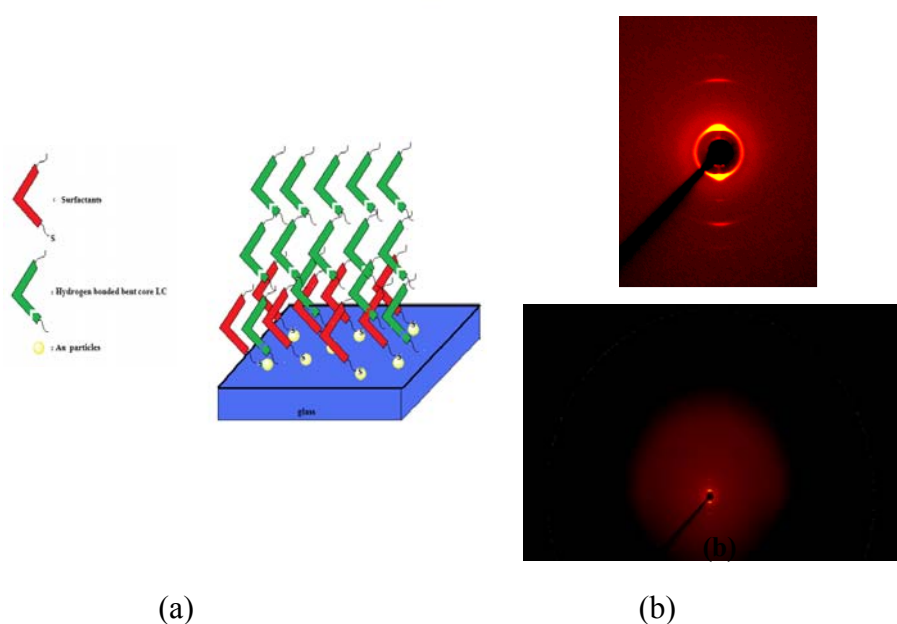 : Surfactants
S
: Hydrogen bonded bent core LC
: Au particles
glass
(b)
(a)
(b)